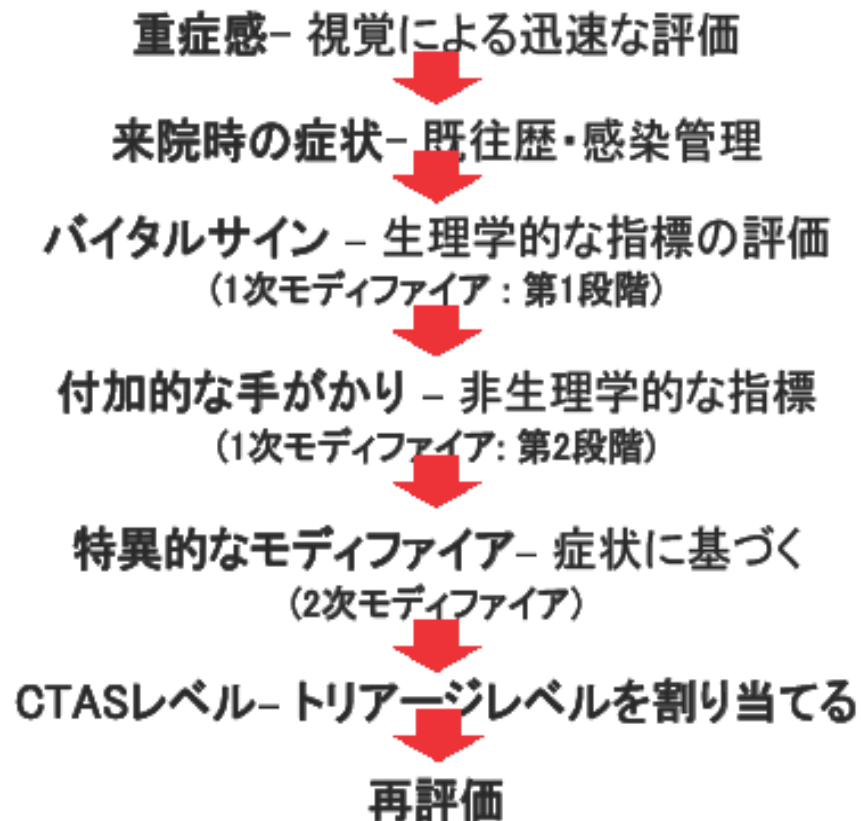 重症感– 視覚による迅速な評価
来院時の症状– 既往歴・感染管理
バイタルサイン – 生理学的な指標の評価
(1次モディファイア : 第1段階)
付加的な手がかり – 非生理学的な指標
(1次モディファイア: 第2段階)
特異的なモディファイア– 症状に基づく
(2次モディファイア)
CTASレベル– トリアージレベルを割り当てる
再評価